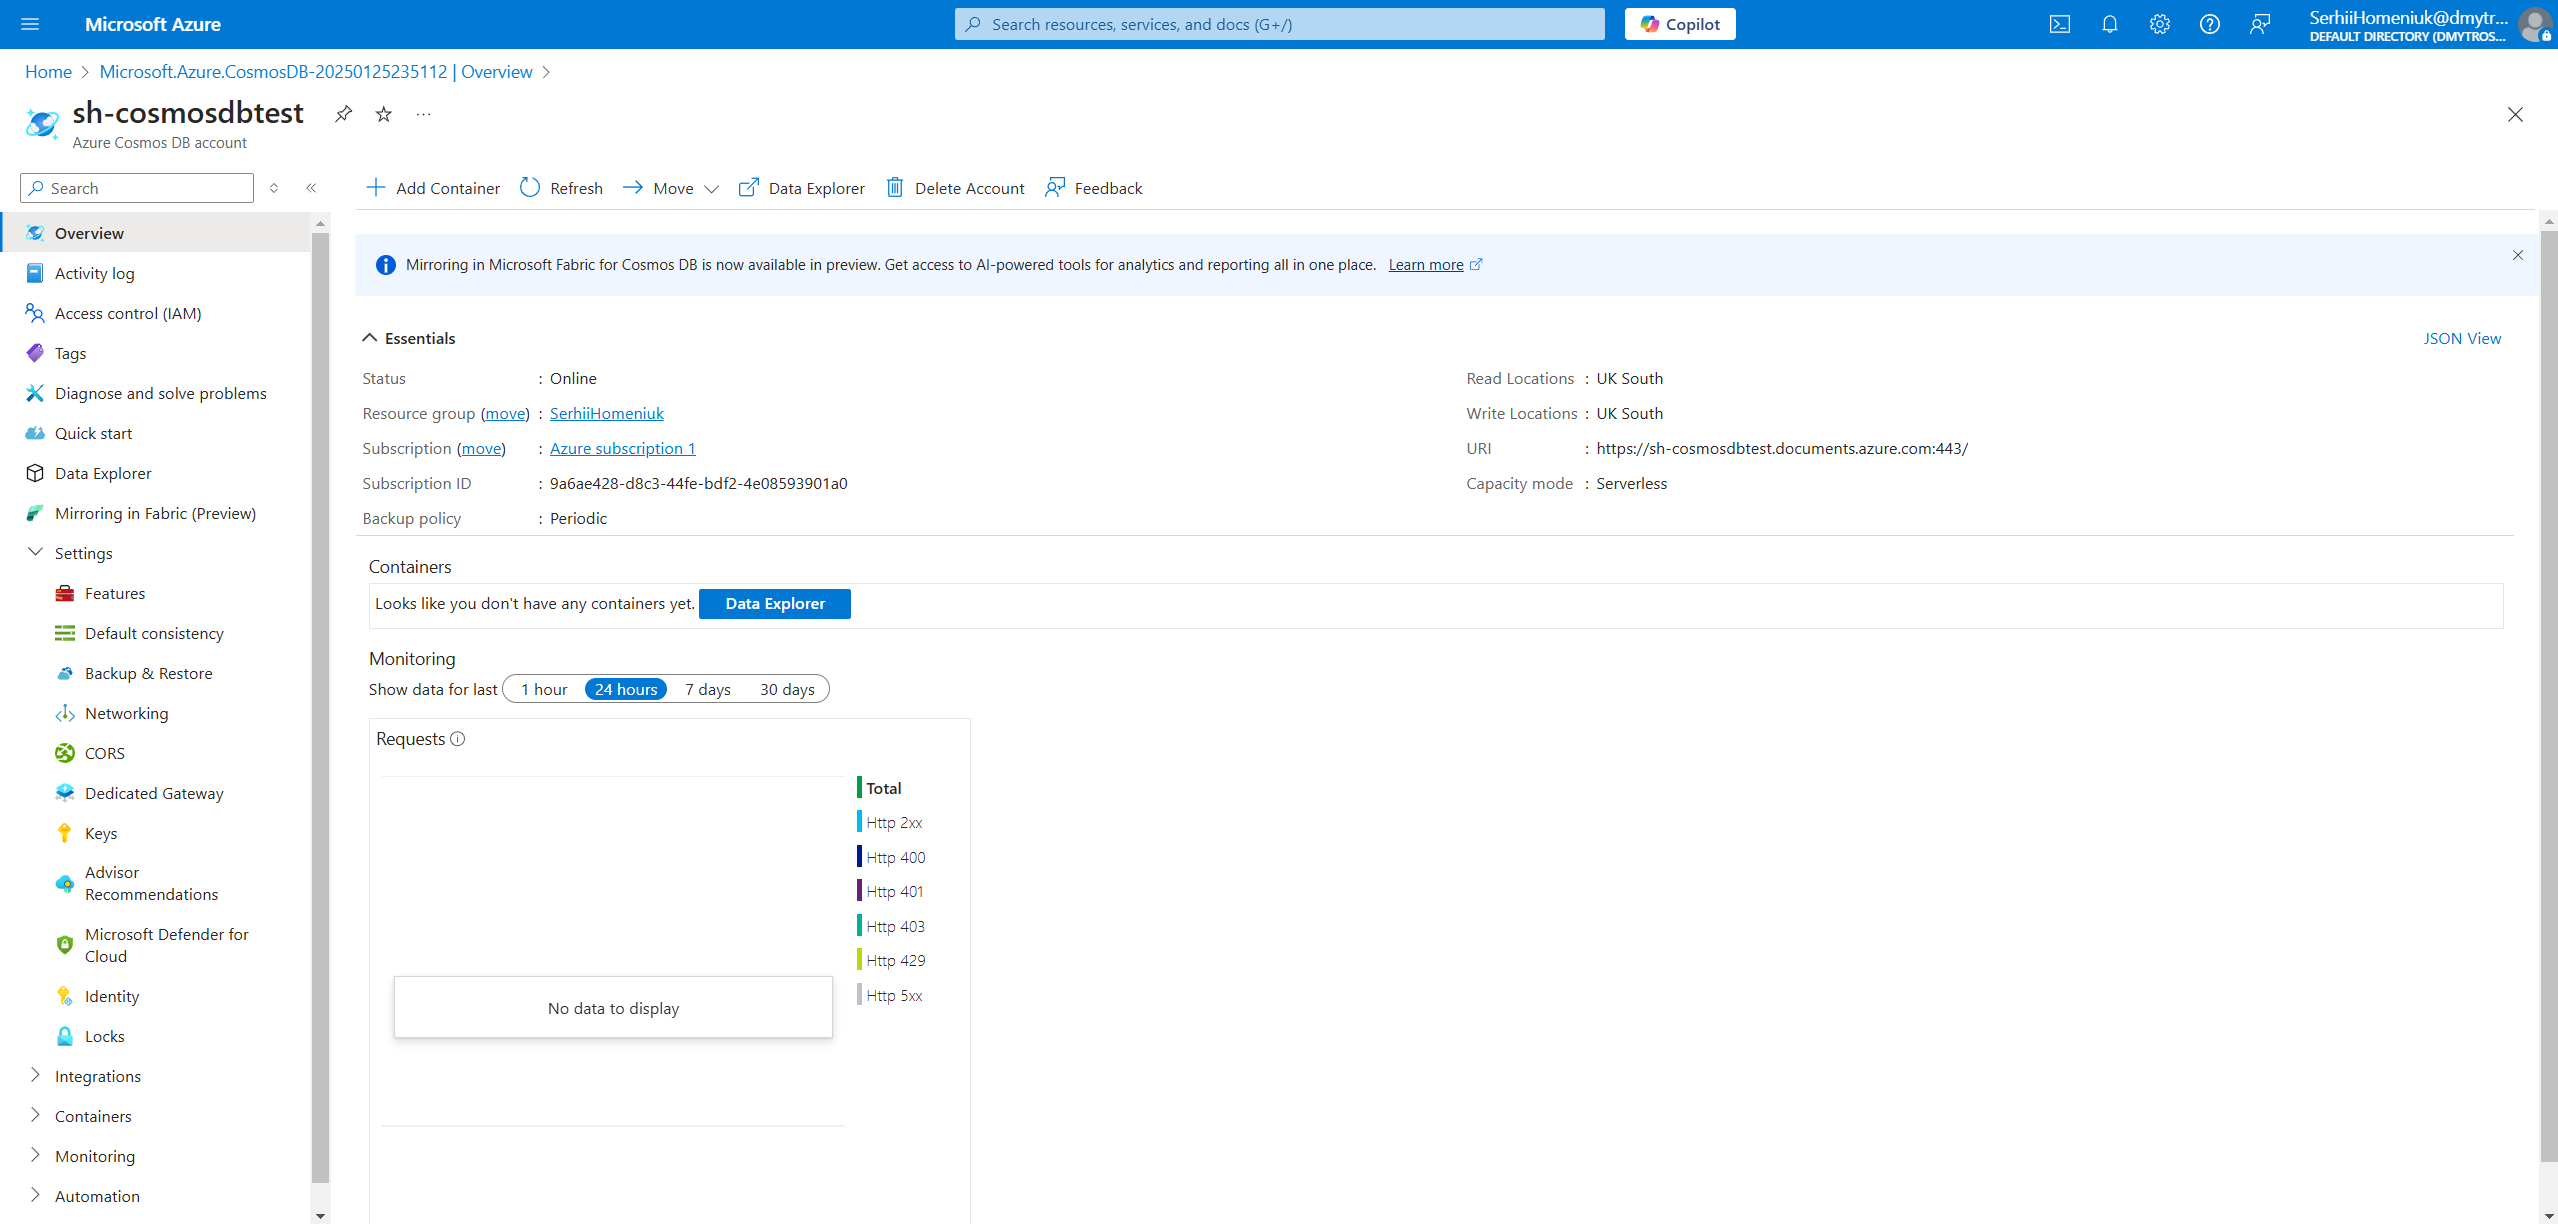 Microsoft Azure
Search resources, services, and docs (G+/)
Copilot
SerhiiHomeniuk@dmytr...
DEFAULT DIRECTORY (DMYTROS...
Home > Microsoft.Azure.CosmosDB-20250125235112 | Overview >
sh-cosmosdbtest
...
Azure Cosmos DB account
Search
Add Container
Refresh
Move
Data Explorer
Delete Account
Feedback
Overview
Activity log
Access control (IAM)
Tags
Diagnose and solve problems
Quick start
Data Explorer
Mirroring in Fabric (Preview)
Settings
Features
Default consistency
Backup & Restore
Networking
CORS
Dedicated Gateway
Keys
Advisor
Recommendations
Microsoft Defender for
Cloud
Identity
Locks
Integrations
Containers
Monitoring
Automation
Mirroring in Microsoft Fabric for Cosmos DB is now available in preview. Get access to AI-powered tools for analytics and reporting all in one place. Learn more
Essentials
JSON View
Status : Online
Resource group (move) : SerhiiHomeniuk
Subscription (move) : Azure subscription 1
Subscription ID : 9a6ae428-d8c3-44fe-bdf2-4e08593901a0
Backup policy : Periodic
Read Locations : UK South
Write Locations : UK South
URI : https://sh-cosmosdbtest.documents.azure.com:443/
Capacity mode : Serverless
Containers
Looks like you don't have any containers yet. Data Explorer
Monitoring
Show data for last 1 hour 24 hours 7 days 30 days
Requests
No data to display
Total
Http 2xx
Http 400
Http 401
Http 403
Http 429
Http 5xx